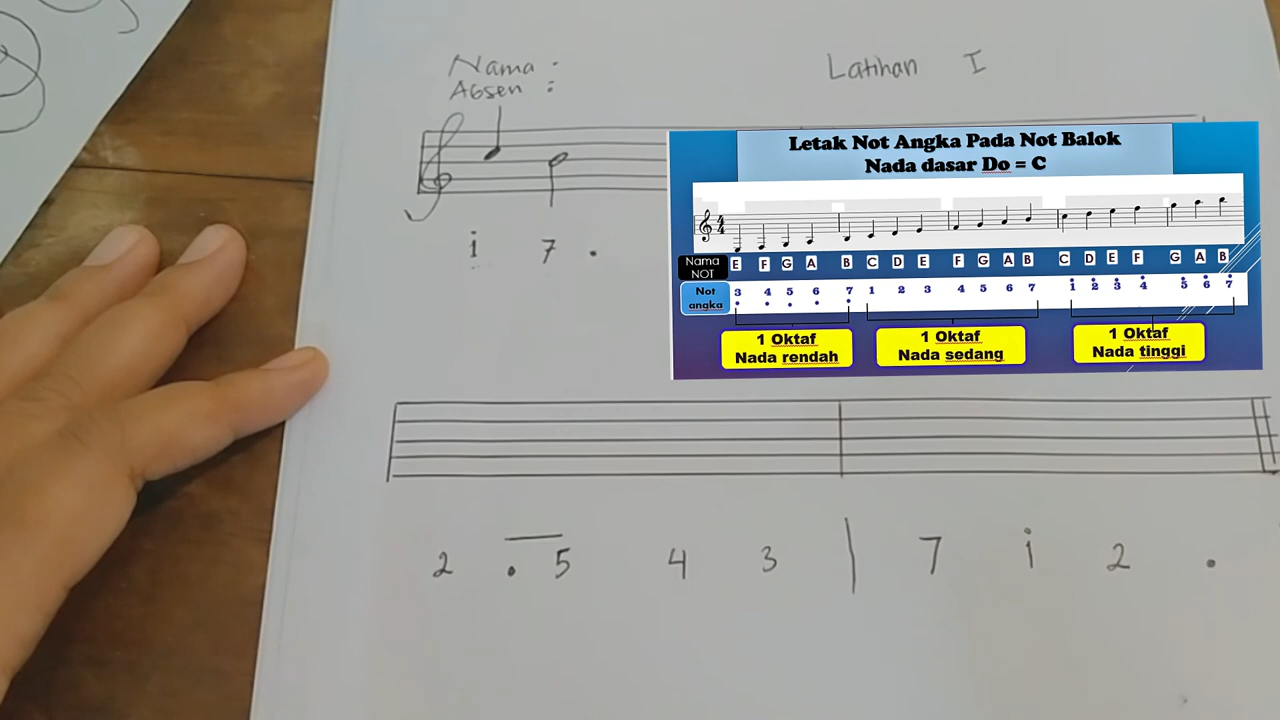 Nama :
Absen :
Latihan I
i 7 .
Letak Not Angka Pada Not Balok
Nada dasar Do = C
4
4
Nama NOT
E F G A B C D E F G A B C D E F G A B
Not angka
3̣ 4̣ 5̣ 6̣ 7̣ 1 2 3 4 5 6 7 1̇ 2̇ 3̇ 4̇ 5̇ 6̇ 7̇
1 Oktaf
Nada rendah
1 Oktaf
Nada sedang
1 Oktaf
Nada tinggi
2 . 5 4 3 | 7 i 2 .